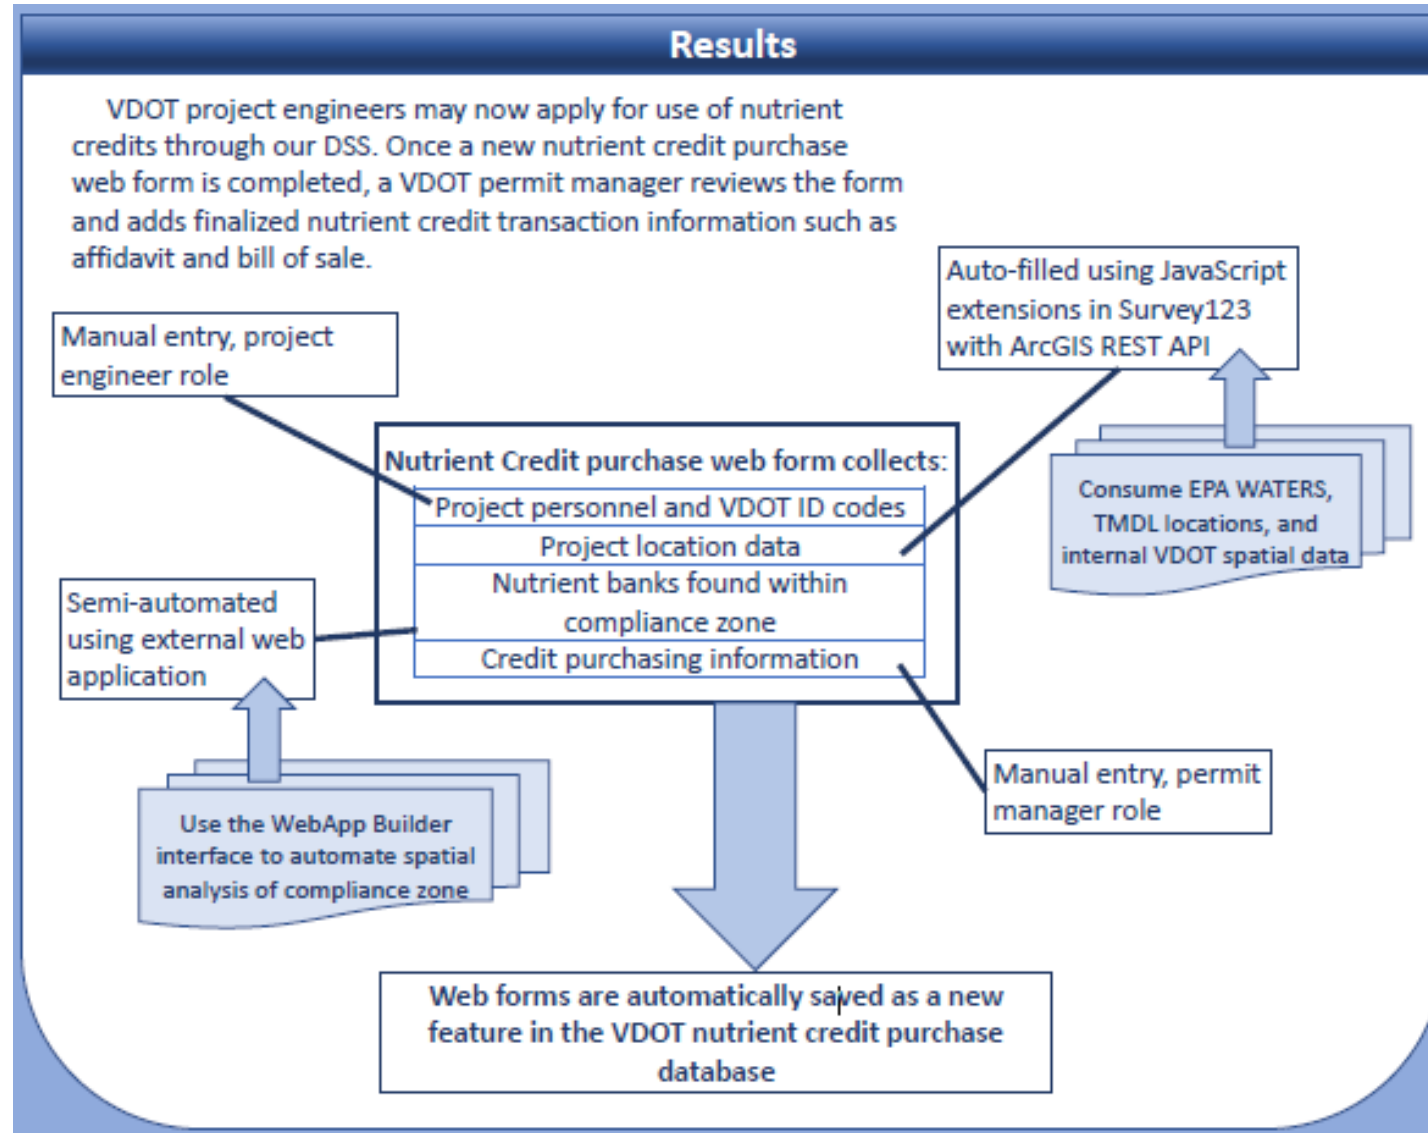 Results
VDOT project engineers may now apply for use of nutrient
credits through our DSS. Once a new nutrient credit purchase
web form is completed, a VDOT permit manager reviews the form
and adds finalized nutrient credit transaction information such as
affidavit and bill of sale.
Auto-filled using JavaScript
extensions in Survey123
with ArcGIS REST API
Manual entry, project
engineer role
Nutrient Credit purchase web form collects:
Project personnel and VDOT ID codes
Project location data
Nutrient banks found within
compliance zone
Credit purchasing information
Consume EPA WATERS,
TMDL locations, and
internal VDOT spatial data
Semi-automated
using external web
application
Use the WebApp Builder
interface to automate spatial
analysis of compliance zone
Manual entry, permit
manager role
Web forms are automatically saved as a new
feature in the VDOT nutrient credit purchase
database